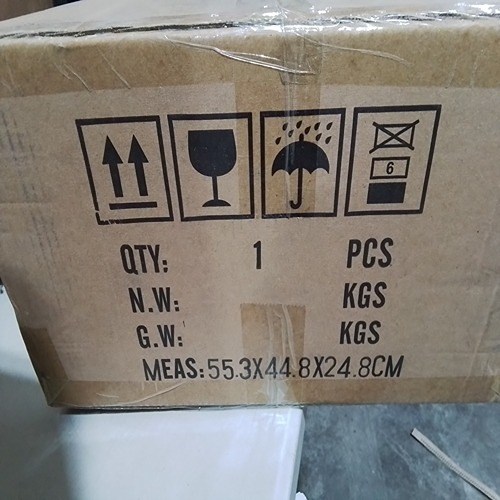 6
QTY: 1 PCS
N.W: KGS
G.W: KGS
MEAS: 55.3X44.8X24.8CM